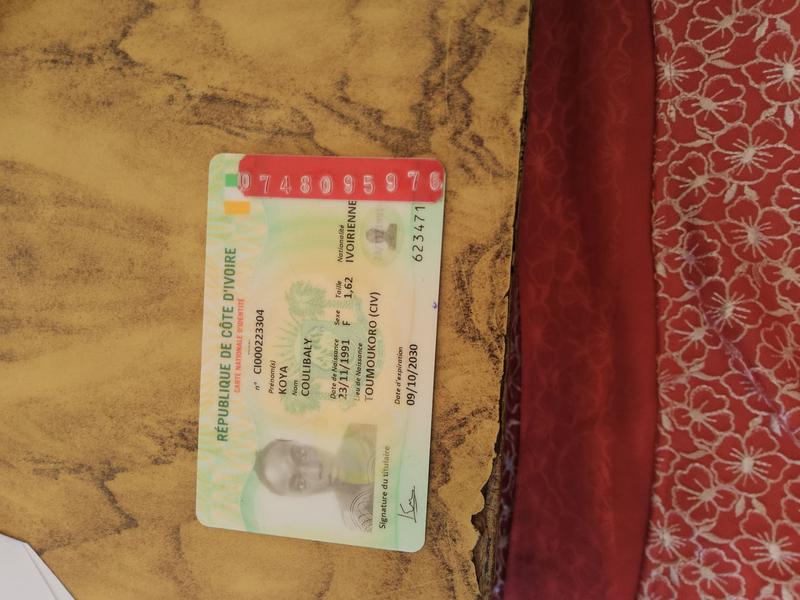 RÉPUBLIQUE DE CÔTE D'IVOIRE
CARTE NATIONALE D'IDENTITÉ
n° CI000223304
Prénom(s)
KOYA
Nom
COULIBALY
Date de Naissance Sexe Taille Nationalité
23/11/1991 F 1,62 IVOIRIENNE
Lieu de Naissance
TOUMOUKORO (CIV)
Date d'expiration
09/10/2030
Signature du titulaire
623471
0748095976